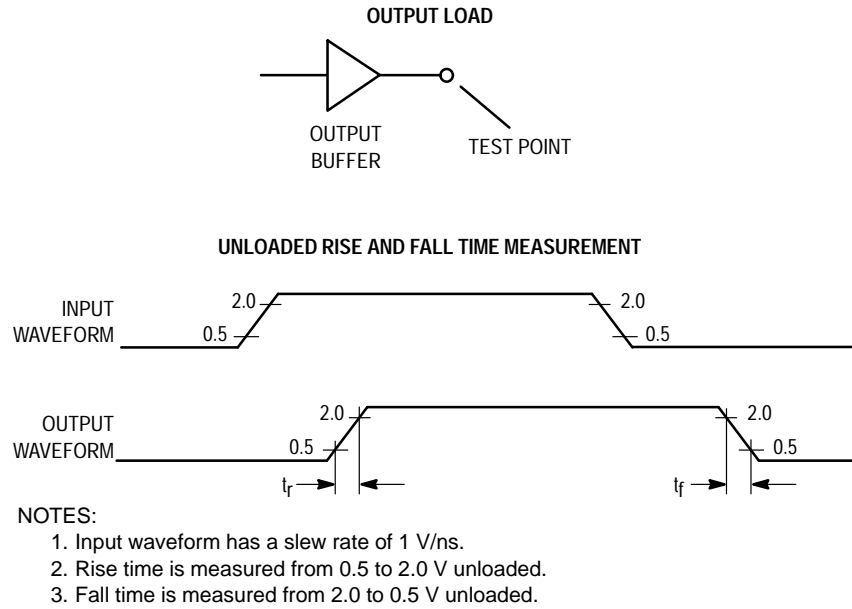 OUTPUT LOAD
OUTPUT
BUFFER
TEST POINT
UNLOADED RISE AND FALL TIME MEASUREMENT
INPUT
WAVEFORM
2.0
0.5
2.0
0.5
OUTPUT
WAVEFORM
2.0
0.5
2.0
0.5
tr
tf
NOTES:
1. Input waveform has a slew rate of 1 V/ns.
2. Rise time is measured from 0.5 to 2.0 V unloaded.
3. Fall time is measured from 2.0 to 0.5 V unloaded.